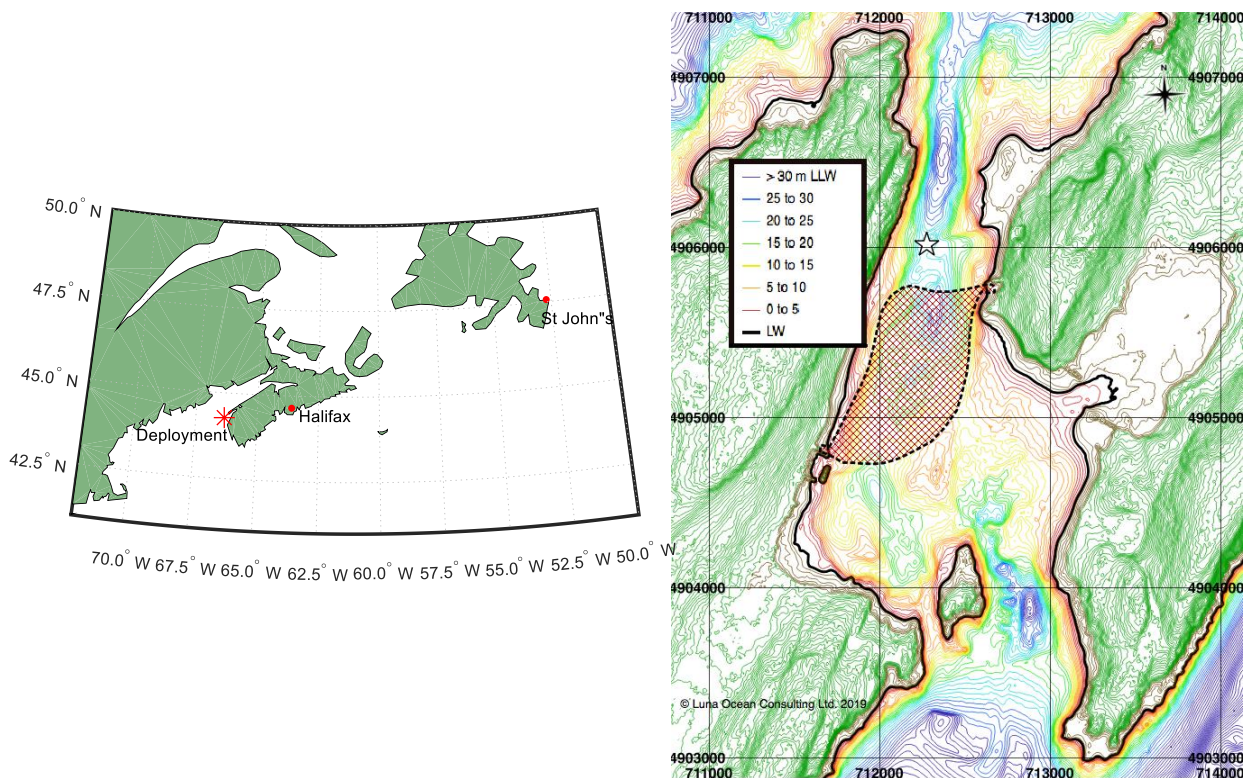 50.0° N
47.5° N
45.0° N
42.5° N
St John"s
Halifax
Deployment
70.0° W 67.5° W 65.0° W 62.5° W 60.0° W 57.5° W 55.0° W 52.5° W 50.0° W
711000 712000 713000 714000
4907000 4907000
N
> 30 m LLW
25 to 30
20 to 25
15 to 20
10 to 15
5 to 10
0 to 5
LW
4906000 4906000
4905000 4905000
4904000 4904000
© Luna Ocean Consulting Ltd. 2019
4903000 4903000
711000 712000 713000 714000